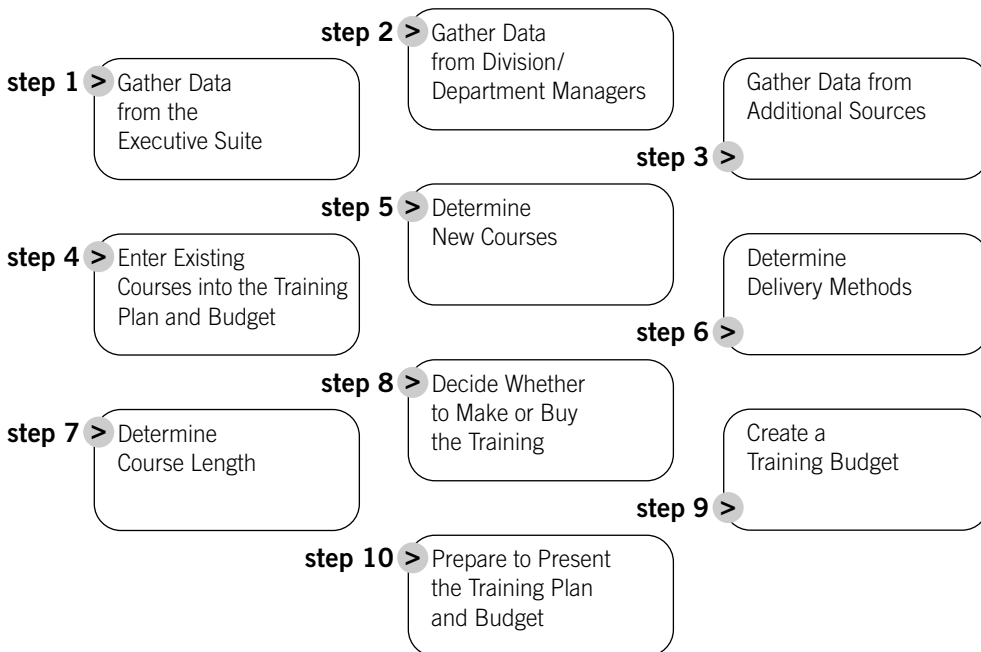 step 1 >
Gather Data
from the
Executive Suite
step 2 >
Gather Data
from Division/
Department Managers
step 3 >
Gather Data from
Additional Sources
step 4 >
Enter Existing
Courses into the Training
Plan and Budget
step 5 >
Determine
New Courses
step 6 >
Determine
Delivery Methods
step 7 >
Determine
Course Length
step 8 >
Decide Whether
to Make or Buy
the Training
step 9 >
Create a
Training Budget
step 10 >
Prepare to Present
the Training Plan
and Budget